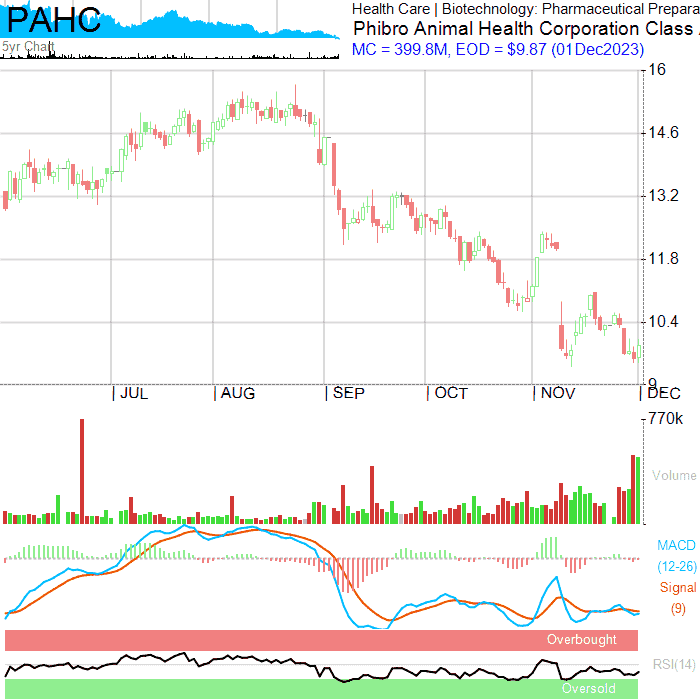 PAHC
5yr Chart
Health Care | Biotechnology: Pharmaceutical Prepara
Phibro Animal Health Corporation Class
MC = 399.8M, EOD = $9.87 (01Dec2023)
16
14.6
13.2
11.8
10.4
9
JUL AUG SEP OCT NOV DEC
770k
Volume
MACD
(12-26)
Signal
(9)
Overbought
RSI(14)
Oversold